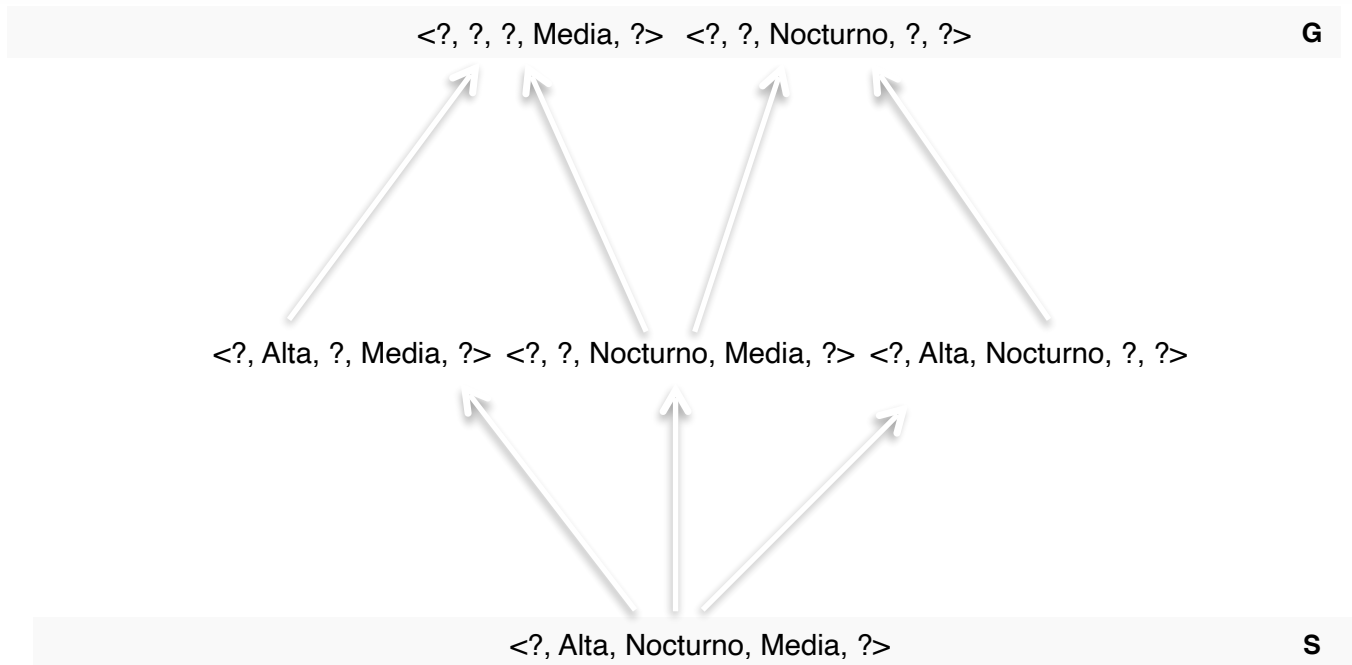 <?, ?, ?, Media, ?> <?, ?, Nocturno, ?, ?> G
<?, Alta, ?, Media, ?> <?, ?, Nocturno, Media, ?> <?, Alta, Nocturno, ?, ?>
<?, Alta, Nocturno, Media, ?> S